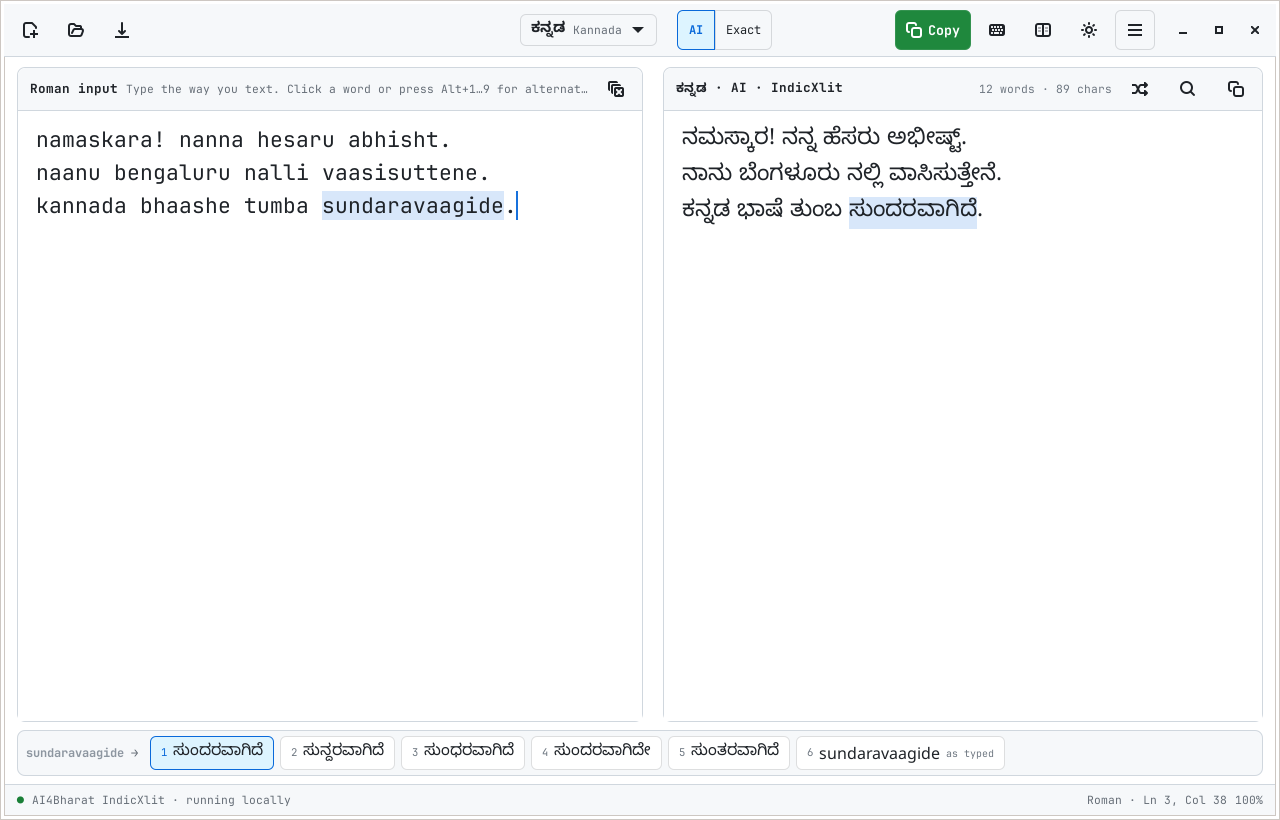 ಕನ್ನಡ Kannada AI Exact Copy
Roman input Type the way you text. Click a word or press Alt+1…9 for alternat…
namaskara! nanna hesaru abhisht.
naanu bengaluru nalli vaasisuttene.
kannada bhaashe tumba sundaravaagide.
ಕನ್ನಡ · AI · IndicXlit 12 words · 89 chars
ನಮಸ್ಕಾರ! ನನ್ನ ಹೆಸರು ಅಭೀಷ್ಟ್.
ನಾನು ಬೆಂಗಳೂರು ನಲ್ಲಿ ವಾಸಿಸುತ್ತೇನೆ.
ಕನ್ನಡ ಭಾಷೆ ತುಂಬ ಸುಂದರವಾಗಿದೆ.
sundaravaagide → 1 ಸುಂದರವಾಗಿದೆ 2 ಸುನ್ದರವಾಗಿದೆ 3 ಸುಂಧರವಾಗಿದೆ 4 ಸುಂದರವಾಗಿದೇ 5 ಸುಂತರವಾಗಿದೆ 6 sundaravaagide as typed
AI4Bharat IndicXlit · running locally Roman · Ln 3, Col 38 100%